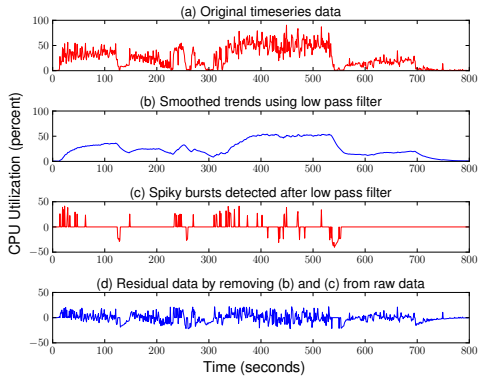 (a) Original timeseries data
100
50
0
0 100 200 300 400 500 600 700 800
(b) Smoothed trends using low pass filter
100
50
0
0 100 200 300 400 500 600 700 800
(c) Spiky bursts detected after low pass filter
50
0
−50
0 100 200 300 400 500 600 700 800
(d) Residual data by removing (b) and (c) from raw data
50
0
−50
0 100 200 300 400 500 600 700 800
Time (seconds)
CPU Utilization (percent)